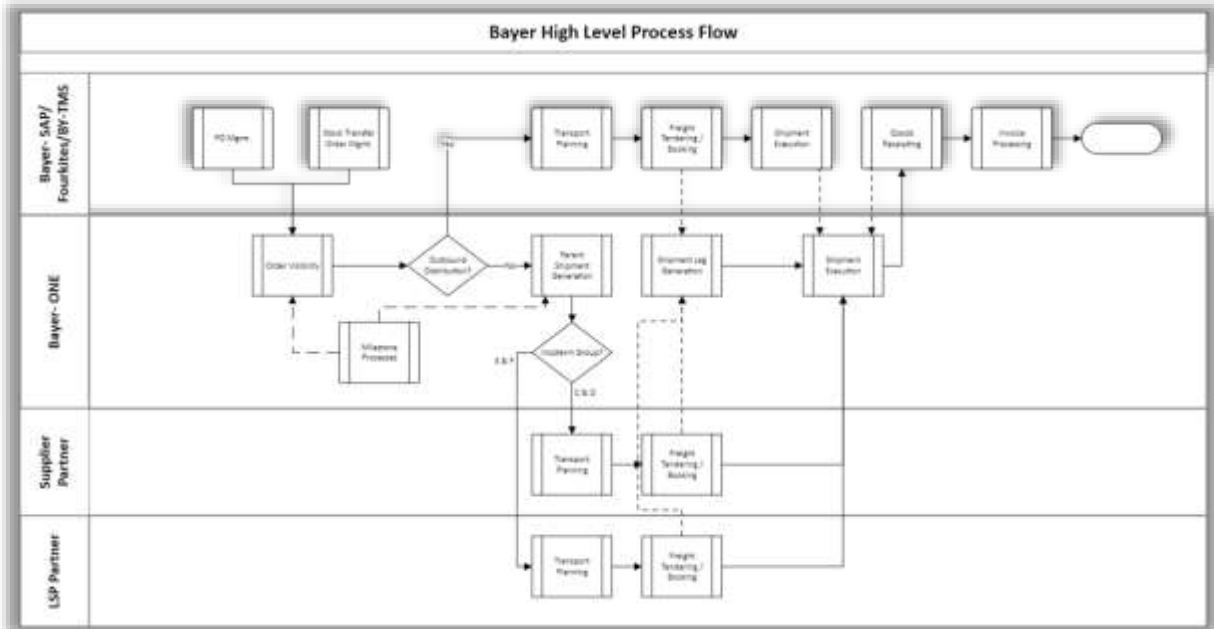 Bayer High Level Process Flow
Bayer- SAP/
Fourkites/BY-TMS
PO Mgmt
Stock Transfer
Order Mgmt
Yes
Transport
Planning
Freight
Tendering /
Booking
Shipment
Execution
Goods
Receipting
Invoice
Processing
Bayer- ONE
Order Visibility
Outbound
Distribution?
No
Parent
Shipment
Generation
Shipment Leg
Generation
Shipment
Execution
Milestone
Processes
Incoterm Group?
E & F
C & D
Supplier
Partner
Transport
Planning
Freight
Tendering /
Booking
LSP Partner
Transport
Planning
Freight
Tendering /
Booking